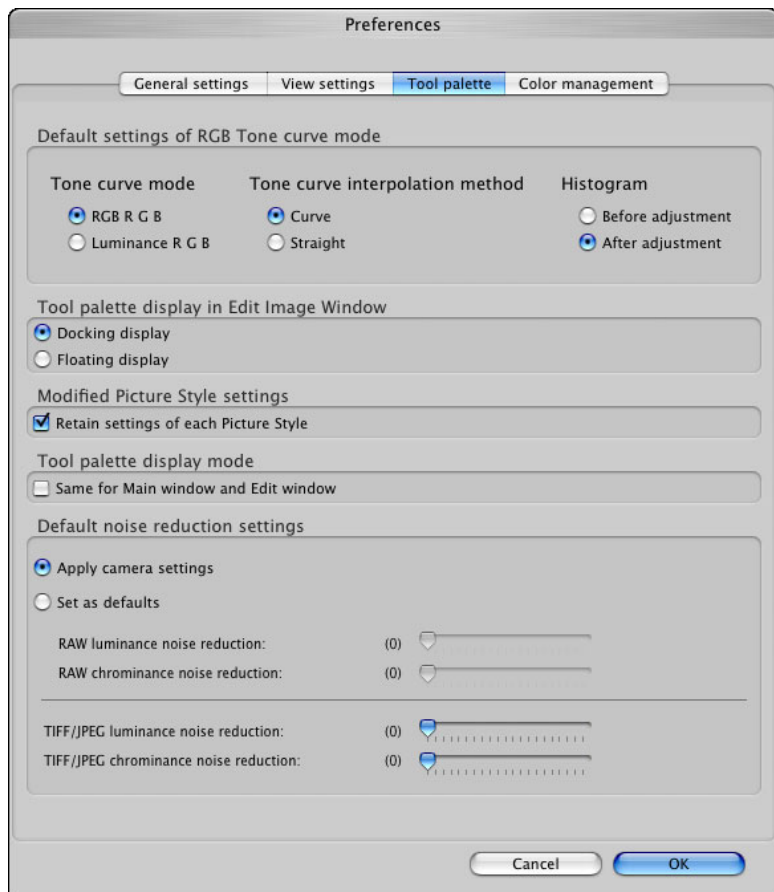 Preferences
General settings View settings Tool palette Color management
Default settings of RGB Tone curve mode
Tone curve mode Tone curve interpolation method Histogram
RGB R G B Curve Before adjustment
Luminance R G B Straight After adjustment
Tool palette display in Edit Image Window
Docking display
Floating display
Modified Picture Style settings
Retain settings of each Picture Style
Tool palette display mode
Same for Main window and Edit window
Default noise reduction settings
Apply camera settings
Set as defaults
RAW luminance noise reduction: (0)
RAW chrominance noise reduction: (0)
TIFF/JPEG luminance noise reduction: (0)
TIFF/JPEG chrominance noise reduction: (0)
Cancel OK